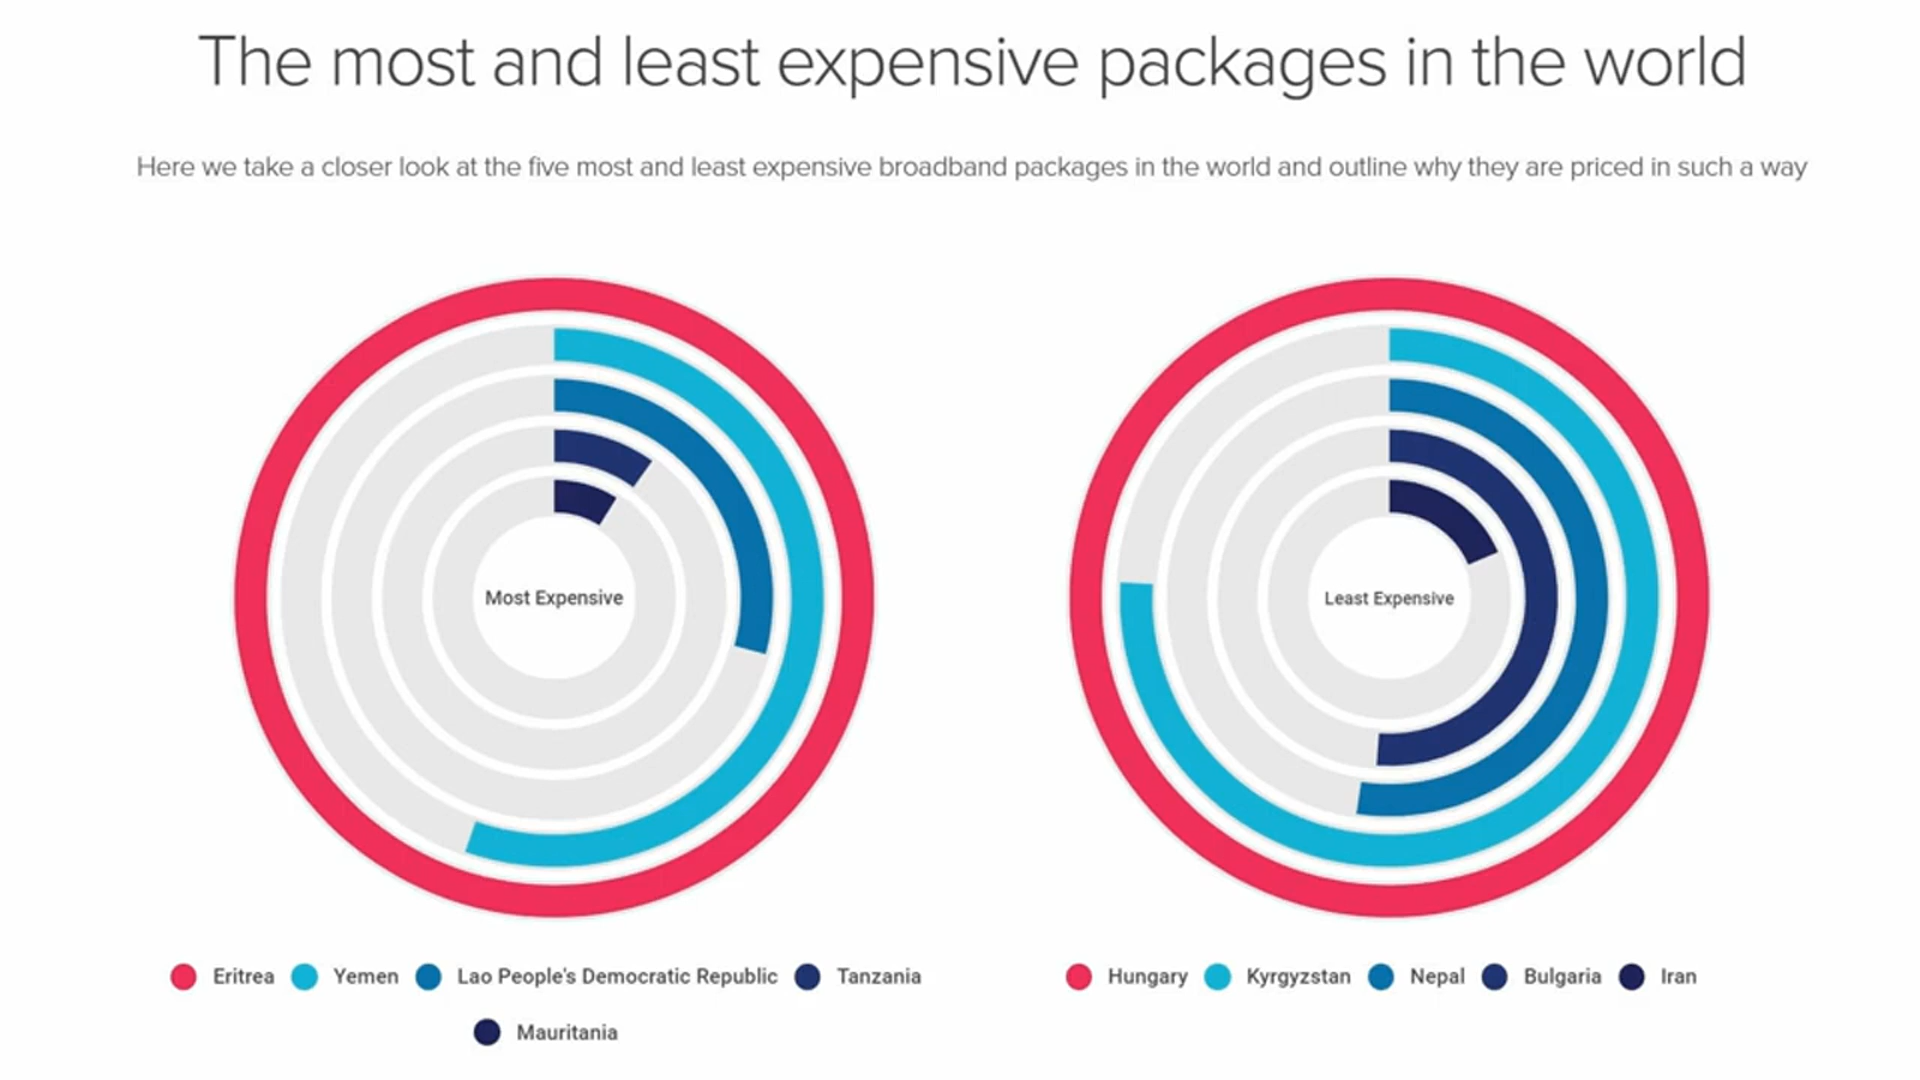 The most and least expensive packages in the world
Here we take a closer look at the five most and least expensive broadband packages in the world and outline why they are priced in such a way
Most Expensive
Eritrea Yemen Lao People's Democratic Republic Tanzania
Mauritania
Least Expensive
Hungary Kyrgyzstan Nepal Bulgaria Iran